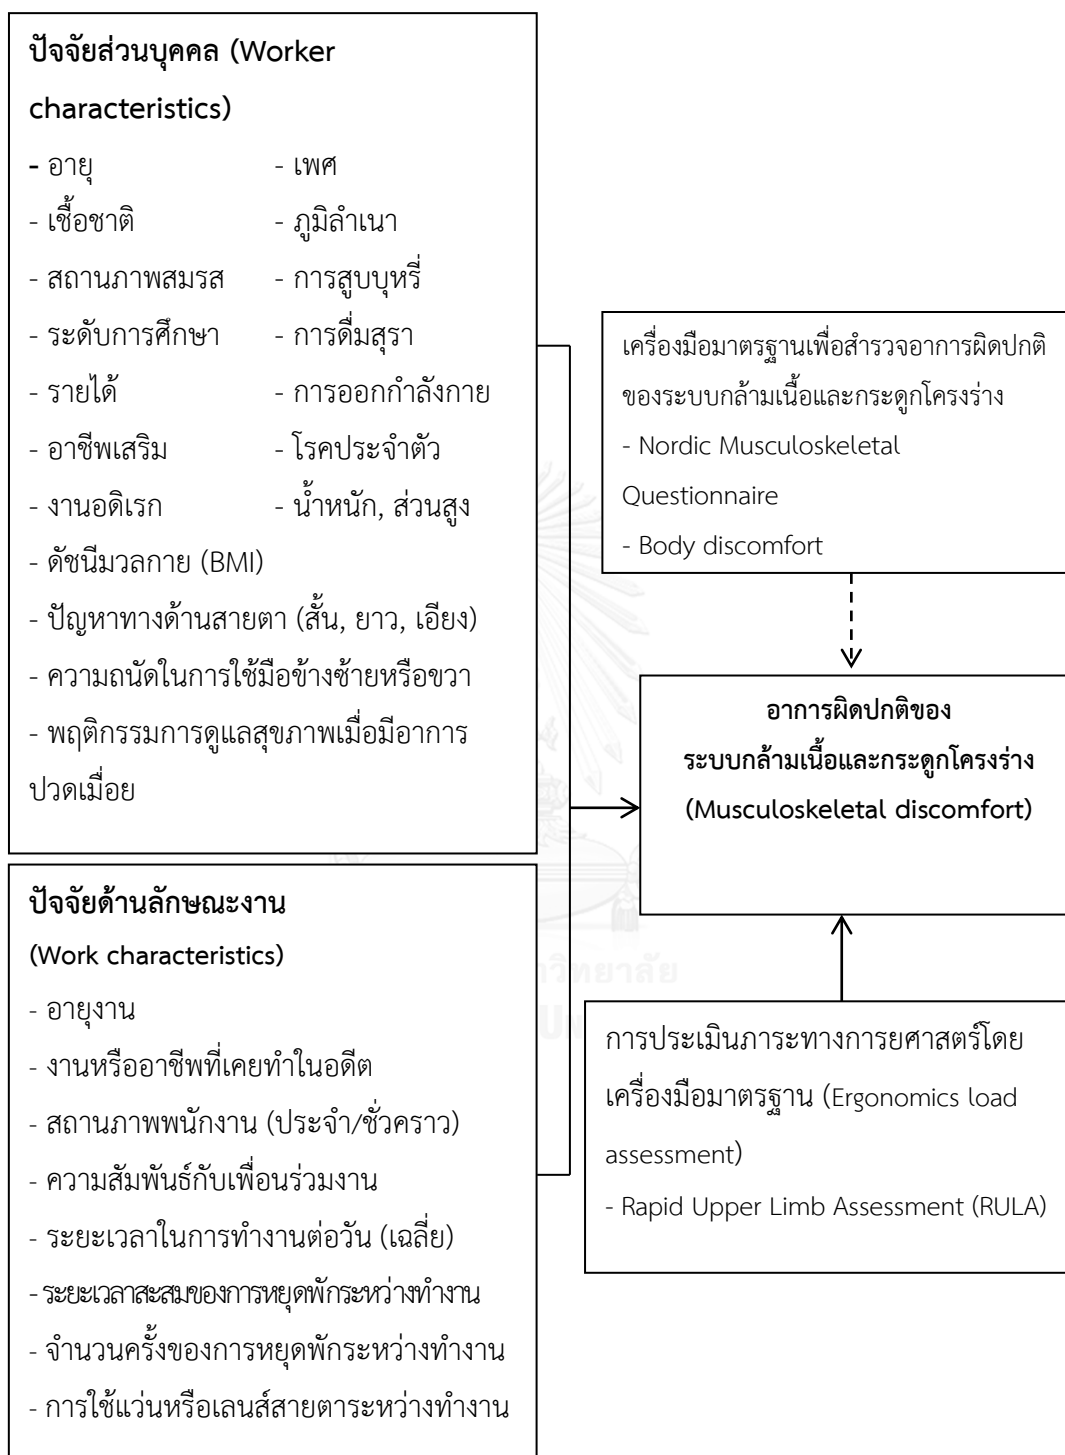 ปัจจัยส่วนบุคคล (Worker
characteristics)
- อายุ - เพศ
- เชื้อชาติ - ภูมิลำเนา
- สถานภาพสมรส - การสูบบุหรี่
- ระดับการศึกษา - การดื่มสุรา
- รายได้ - การออกกำลังกาย
- อาชีพเสริม - โรคประจำตัว
- งานอดิเรก - น้ำหนัก, ส่วนสูง
- ดัชนีมวลกาย (BMI)
- ปัญหาทางด้านสายตา (สั้น, ยาว, เอียง)
- ความถนัดในการใช้มือข้างซ้ายหรือขวา
- พฤติกรรมการดูแลสุขภาพเมื่อมีอาการ
ปวดเมื่อย
ปัจจัยด้านลักษณะงาน
(Work characteristics)
- อายุงาน
- งานหรืออาชีพที่เคยทำในอดีต
- สถานภาพพนักงาน (ประจำ/ชั่วคราว)
- ความสัมพันธ์กับเพื่อนร่วมงาน
- ระยะเวลาในการทำงานต่อวัน (เฉลี่ย)
- ระยะเวลาสะสมของการหยุดพักระหว่างทำงาน
- จำนวนครั้งของการหยุดพักระหว่างทำงาน
- การใช้แว่นหรือเลนส์สายตาระหว่างทำงาน
เครื่องมือมาตรฐานเพื่อสำรวจอาการผิดปกติ
ของระบบกล้ามเนื้อและกระดูกโครงร่าง
- Nordic Musculoskeletal
Questionnaire
- Body discomfort
อาการผิดปกติของ
ระบบกล้ามเนื้อและกระดูกโครงร่าง
(Musculoskeletal discomfort)
การประเมินภาระทางการยศาสตร์โดย
เครื่องมือมาตรฐาน (Ergonomics load
assessment)
- Rapid Upper Limb Assessment (RULA)